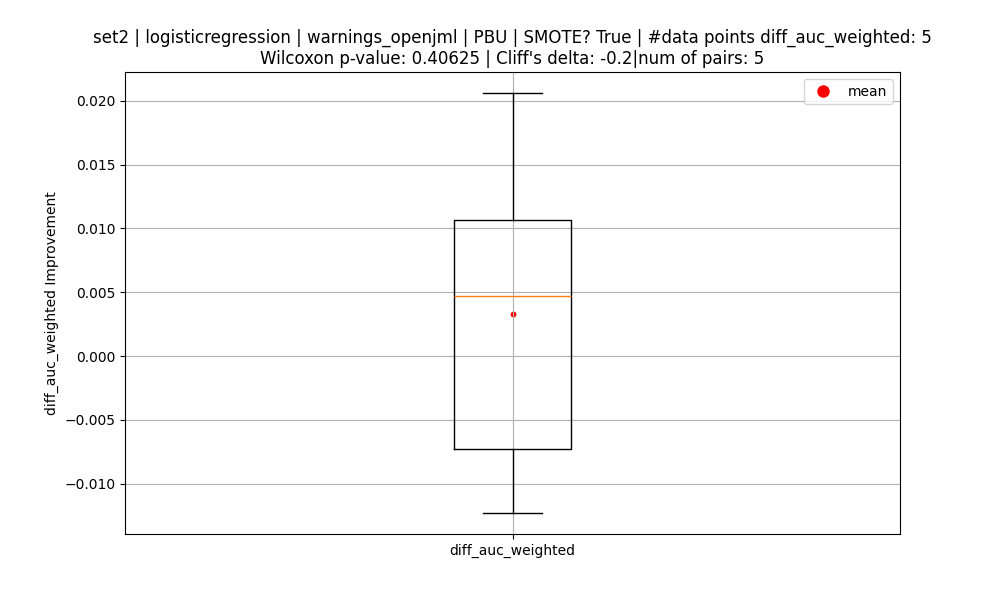 set2 | logisticregression | warnings_openjml | PBU | SMOTE? True | #data points diff_auc_weighted: 5
Wilcoxon p-value: 0.40625 | Cliff's delta: -0.2|num of pairs: 5
mean
0.020
0.015
0.010
0.005
0.000
−0.005
−0.010
diff_auc_weighted Improvement
diff_auc_weighted